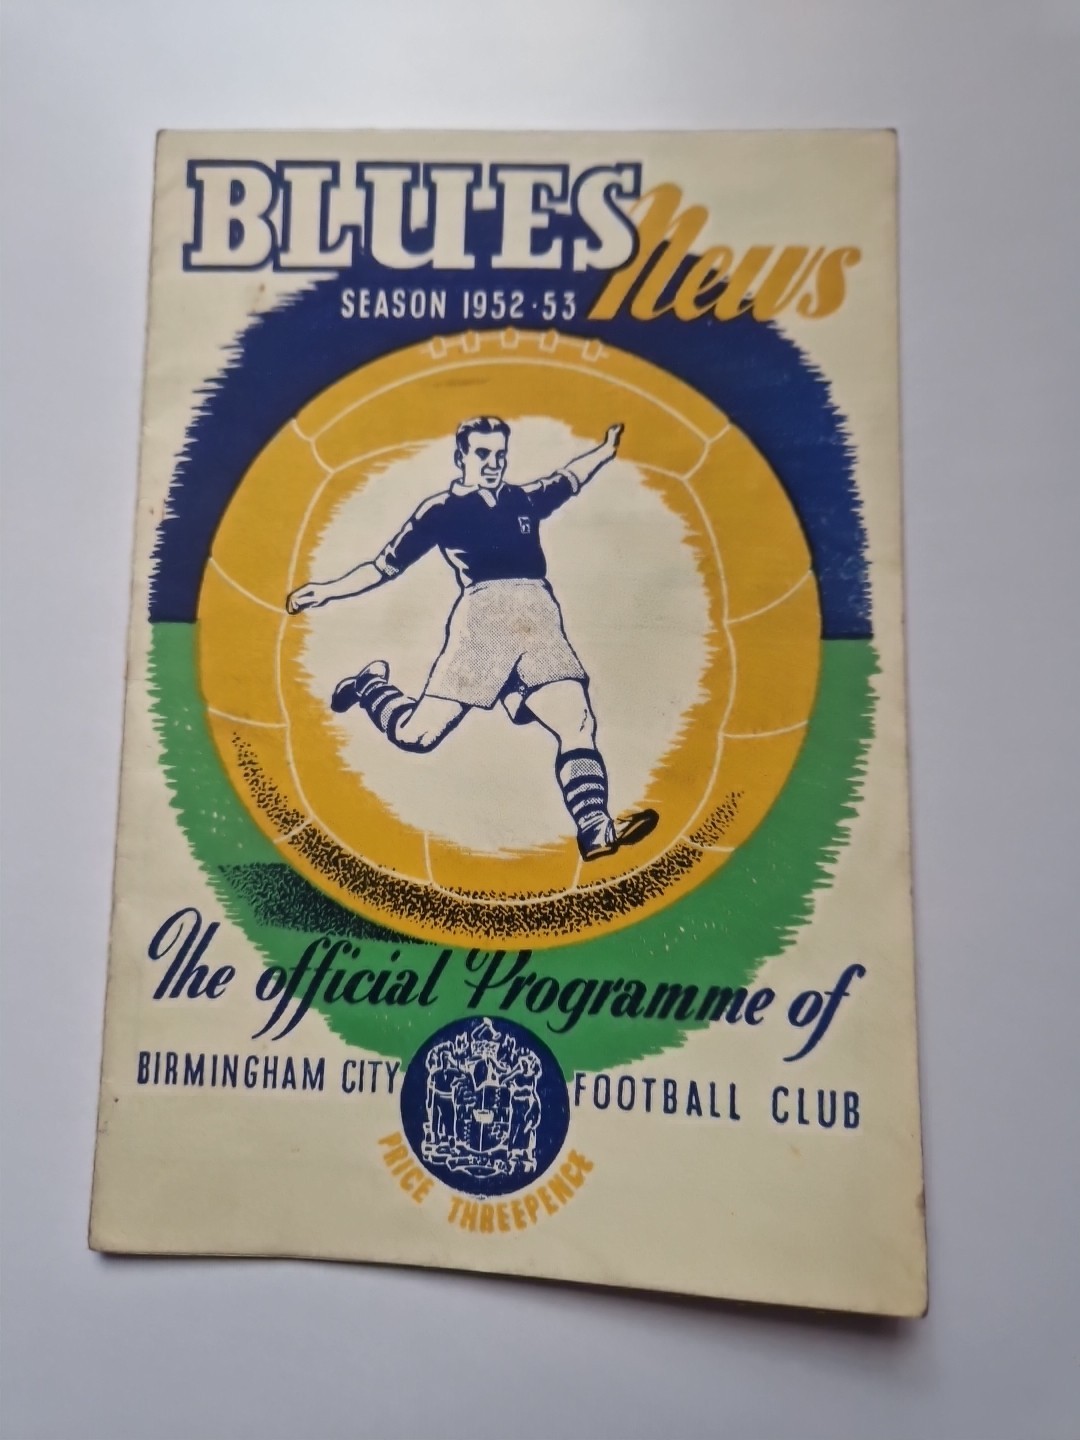 BLUES News
SEASON 1952·53
The official Programme of
BIRMINGHAM CITY FOOTBALL CLUB
PRICE THREEPENCE